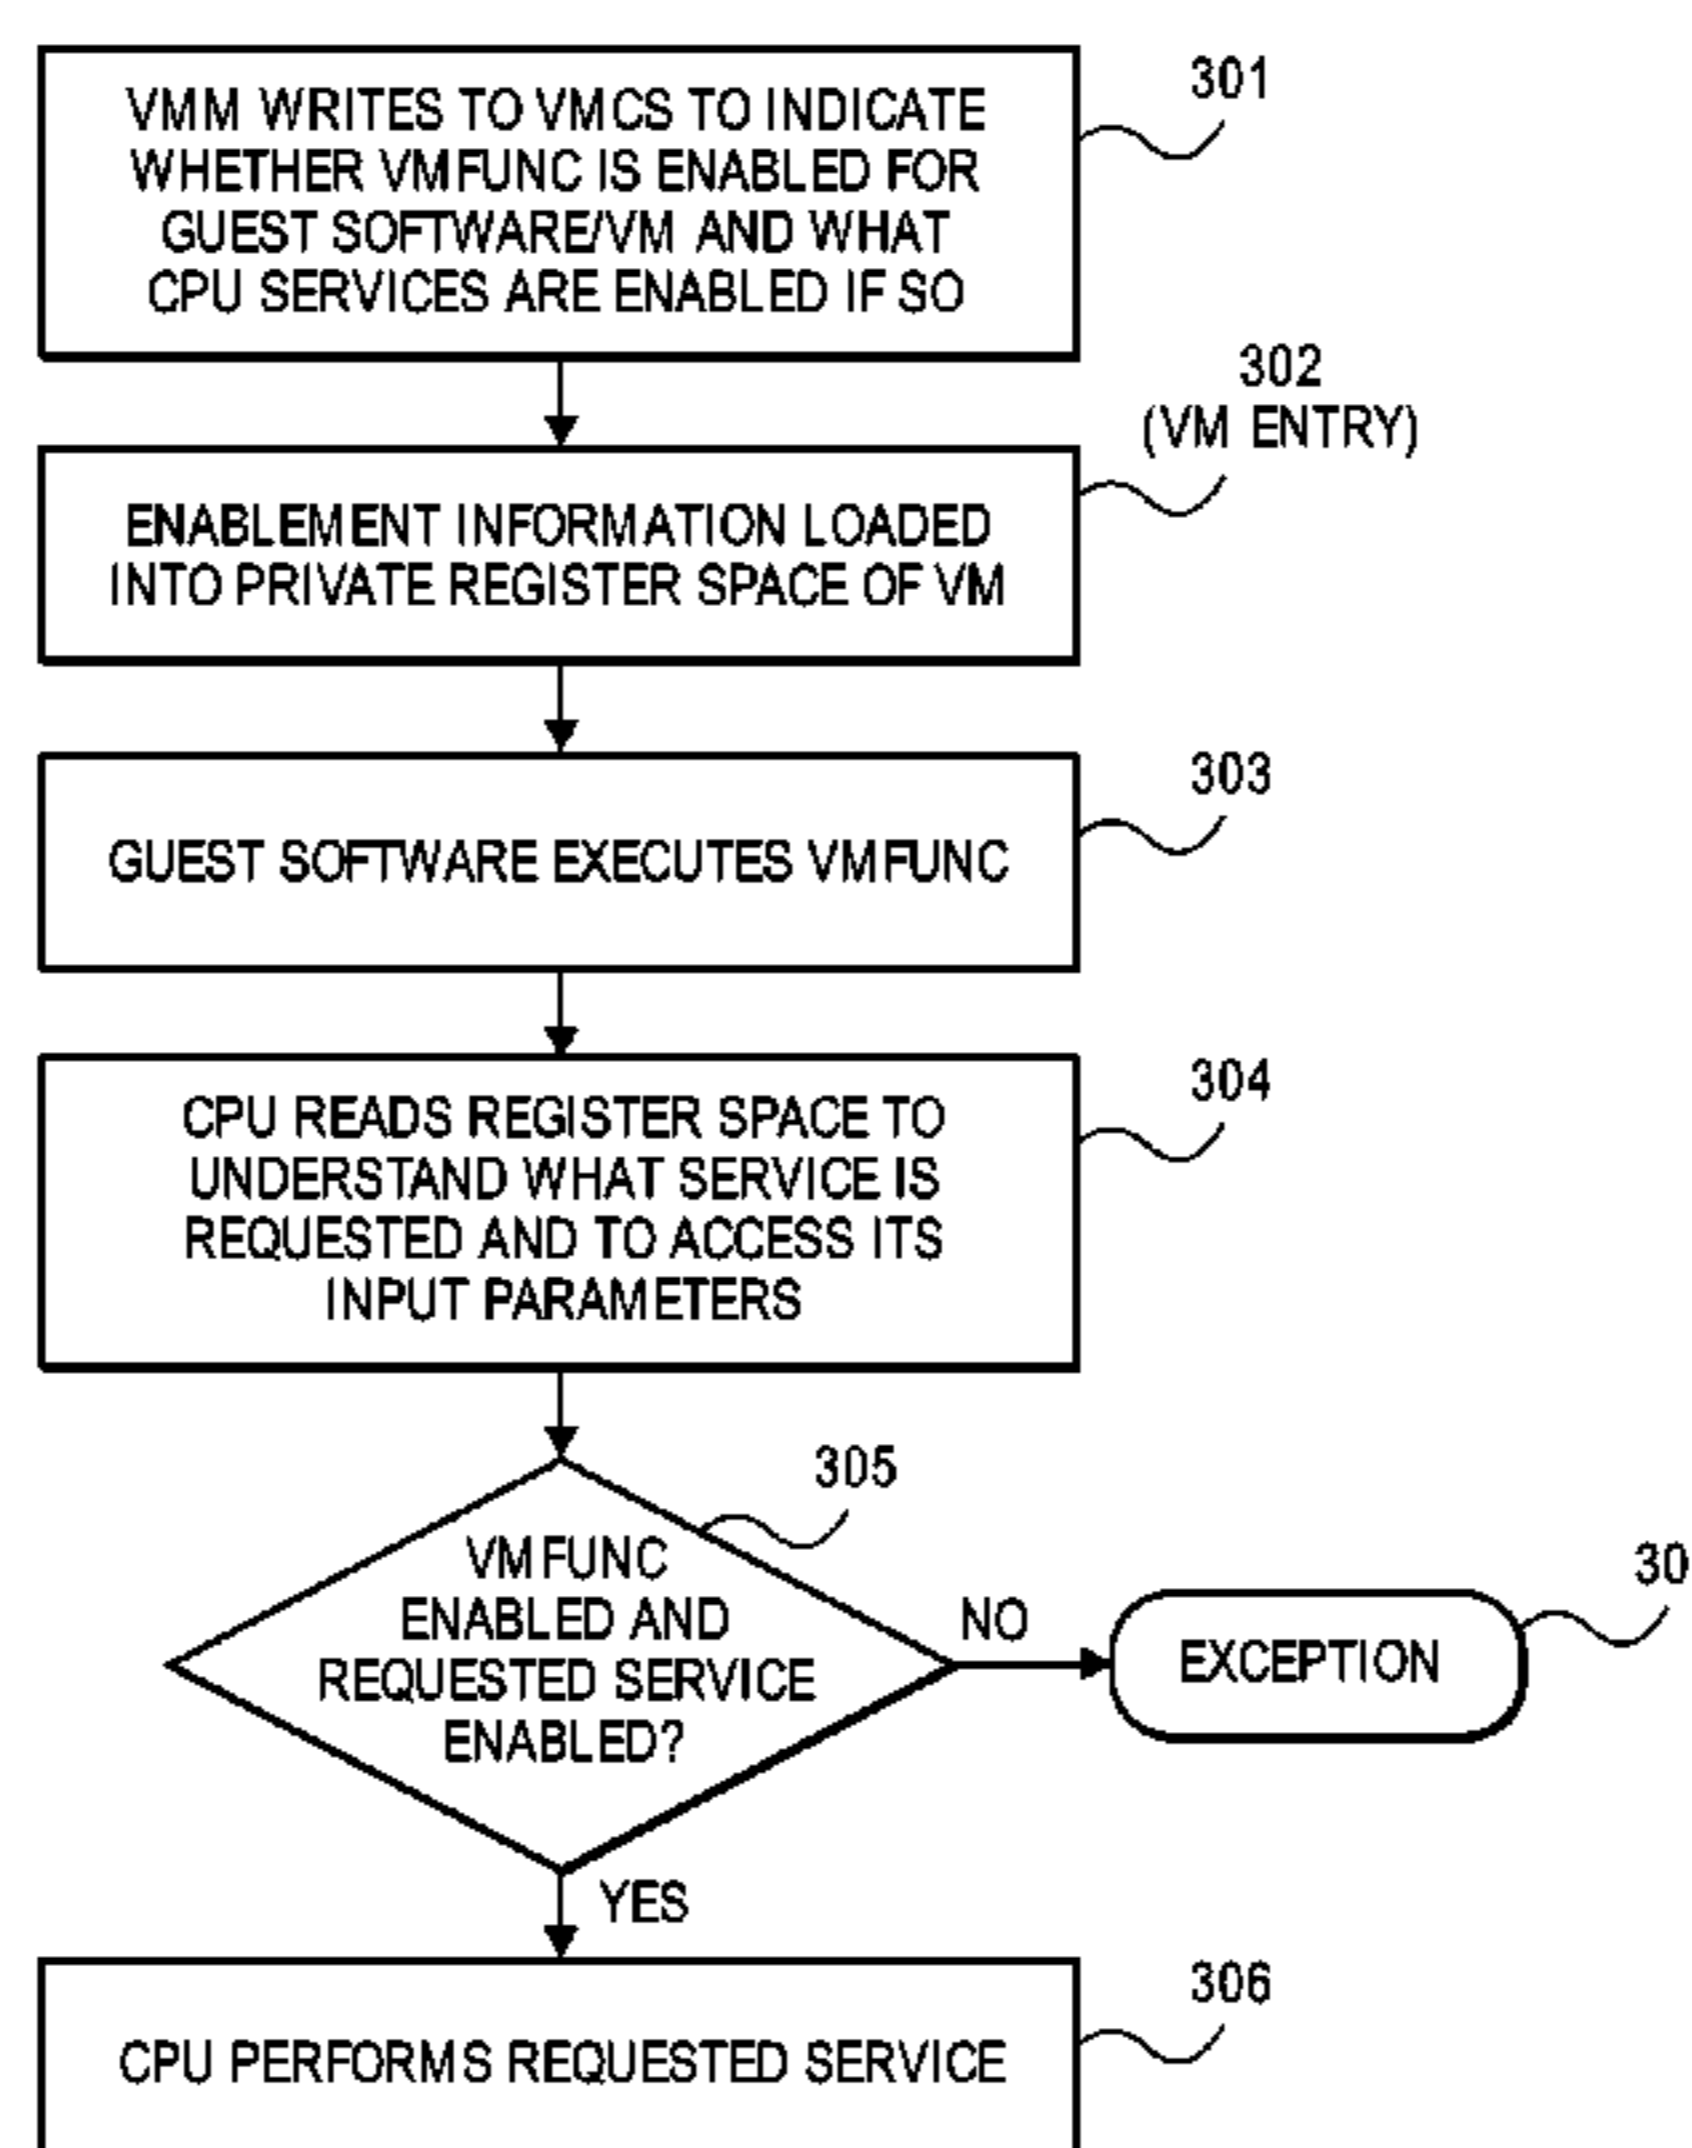 VMM WRITES TO VMCS TO INDICATE
WHETHER VMFUNC IS ENABLED FOR
GUEST SOFTWARE/VM AND WHAT
CPU SERVICES ARE ENABLED IF SO
301
302
(VM ENTRY)
ENABLEMENT INFORMATION LOADED
INTO PRIVATE REGISTER SPACE OF VM
303
GUEST SOFTWARE EXECUTES VMFUNC
304
CPU READS REGISTER SPACE TO
UNDERSTAND WHAT SERVICE IS
REQUESTED AND TO ACCESS ITS
INPUT PARAMETERS
305
VMFUNC
ENABLED AND
REQUESTED SERVICE
ENABLED?
NO
30
EXCEPTION
YES
306
CPU PERFORMS REQUESTED SERVICE